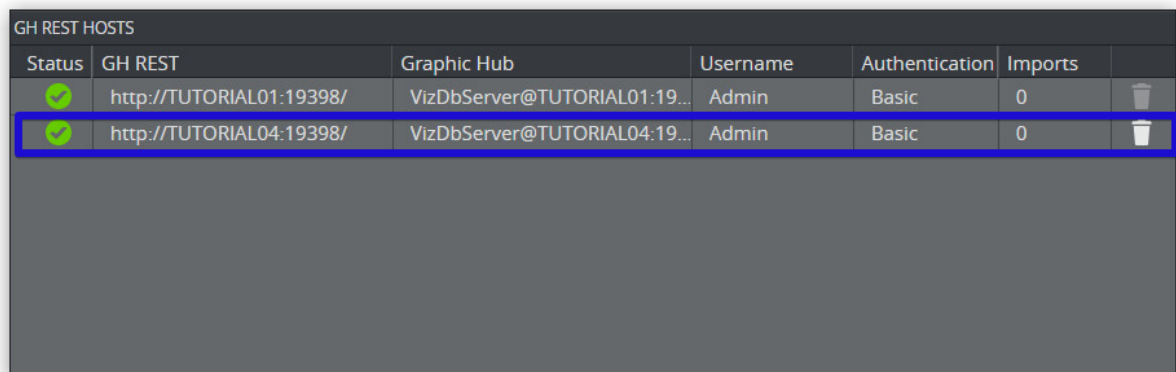 GH REST HOSTS
Status GH REST Graphic Hub Username Authentication Imports
http://TUTORIAL01:19398/ VizDbServer@TUTORIAL01:19... Admin Basic 0
http://TUTORIAL04:19398/ VizDbServer@TUTORIAL04:19... Admin Basic 0